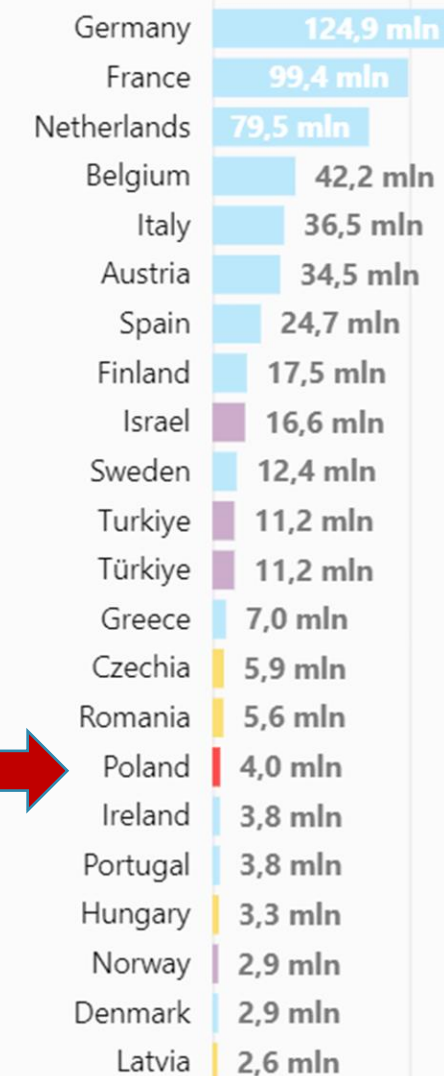 Germany 124,9 mln
France 99,4 mln
Netherlands 79,5 mln
Belgium 42,2 mln
Italy 36,5 mln
Austria 34,5 mln
Spain 24,7 mln
Finland 17,5 mln
Israel 16,6 mln
Sweden 12,4 mln
Turkiye 11,2 mln
Türkiye 11,2 mln
Greece 7,0 mln
Czechia 5,9 mln
Romania 5,6 mln
Poland 4,0 mln
Ireland 3,8 mln
Portugal 3,8 mln
Hungary 3,3 mln
Norway 2,9 mln
Denmark 2,9 mln
Latvia 2,6 mln